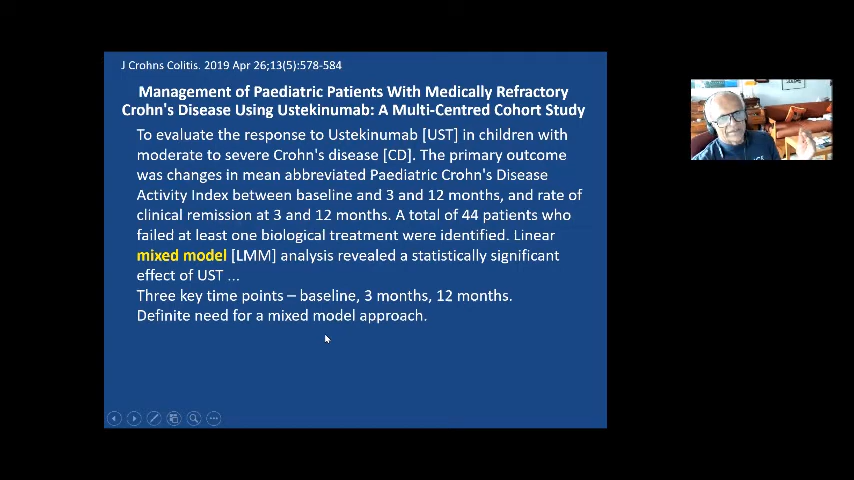 J Crohns Colitis. 2019 Apr 26;13(5):578-584
Management of Paediatric Patients With Medically Refractory
Crohn's Disease Using Ustekinumab: A Multi-Centred Cohort Study
To evaluate the response to Ustekinumab [UST] in children with
moderate to severe Crohn's disease [CD]. The primary outcome
was changes in mean abbreviated Paediatric Crohn's Disease
Activity Index between baseline and 3 and 12 months, and rate of
clinical remission at 3 and 12 months. A total of 44 patients who
failed at least one biological treatment were identified. Linear
mixed model [LMM] analysis revealed a statistically significant
effect of UST ...
Three key time points – baseline, 3 months, 12 months.
Definite need for a mixed model approach.